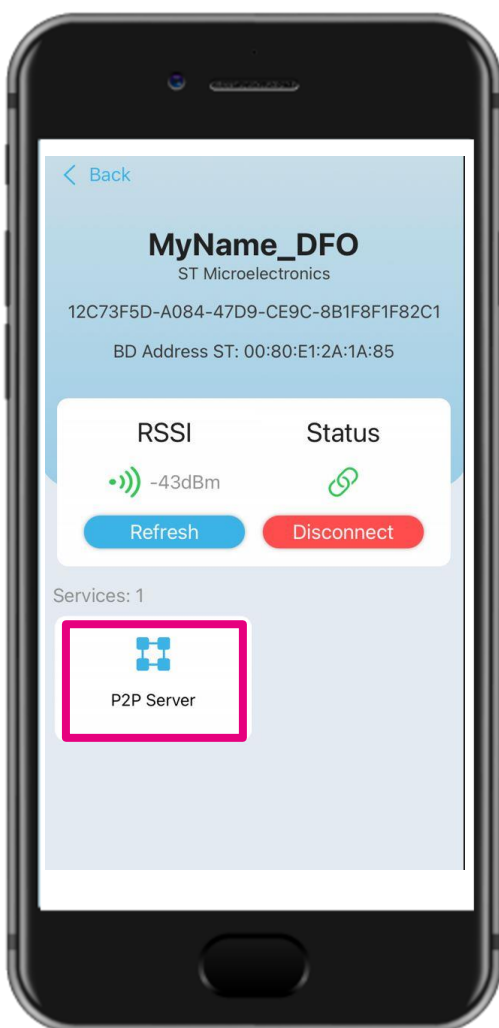 Back
MyName_DFO
ST Microelectronics
12C73F5D-A084-47D9-CE9C-8B1F8F1F82C1
BD Address ST: 00:80:E1:2A:1A:85
RSSI Status
-43dBm
Refresh Disconnect
Services: 1
P2P Server